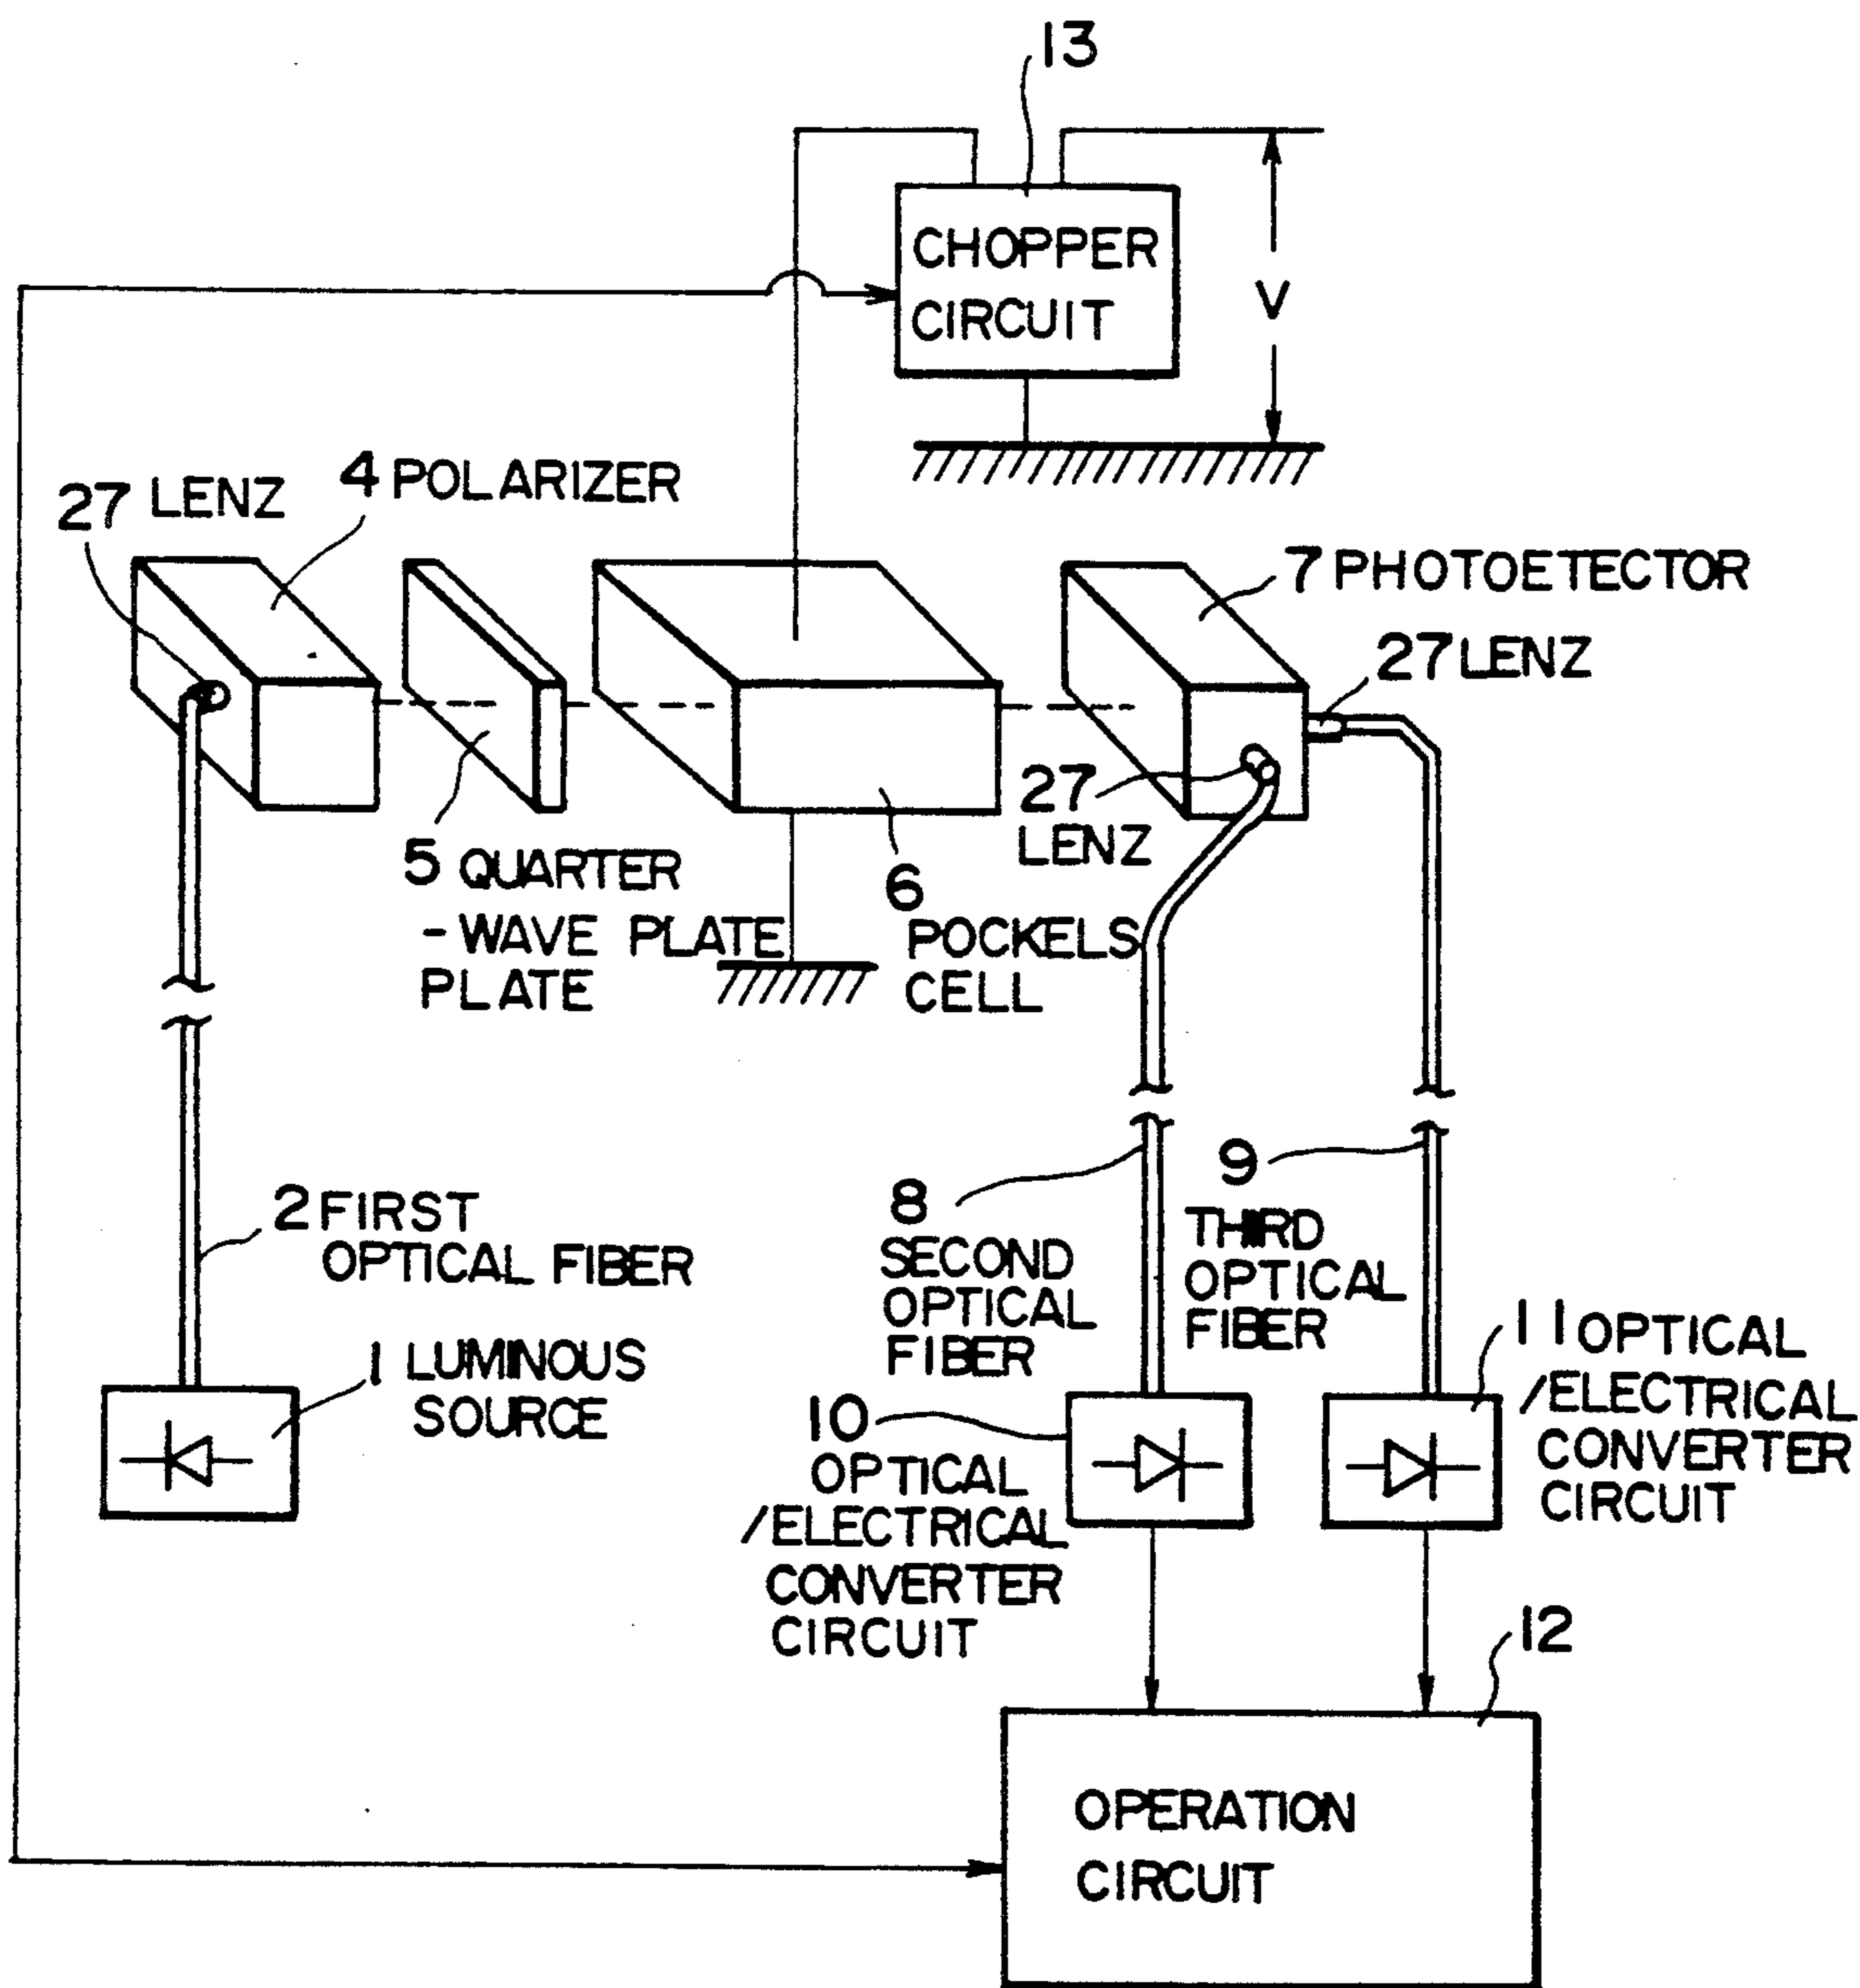 13
CHOPPER
CIRCUIT
V
27 LENZ
4 POLARIZER
7 PHOTOETECTOR
27 LENZ
27
LENZ
5 QUARTER
- WAVE PLATE
PLATE
6
POCKELS
CELL
2 FIRST
OPTICAL FIBER
8
SECOND
OPTICAL
FIBER
9
THIRD
OPTICAL
FIBER
1 LUMINOUS
SOURCE
10
OPTICAL
/ELECTRICAL
CONVERTER
CIRCUIT
11 OPTICAL
/ELECTRICAL
CONVERTER
CIRCUIT
12
OPERATION
CIRCUIT